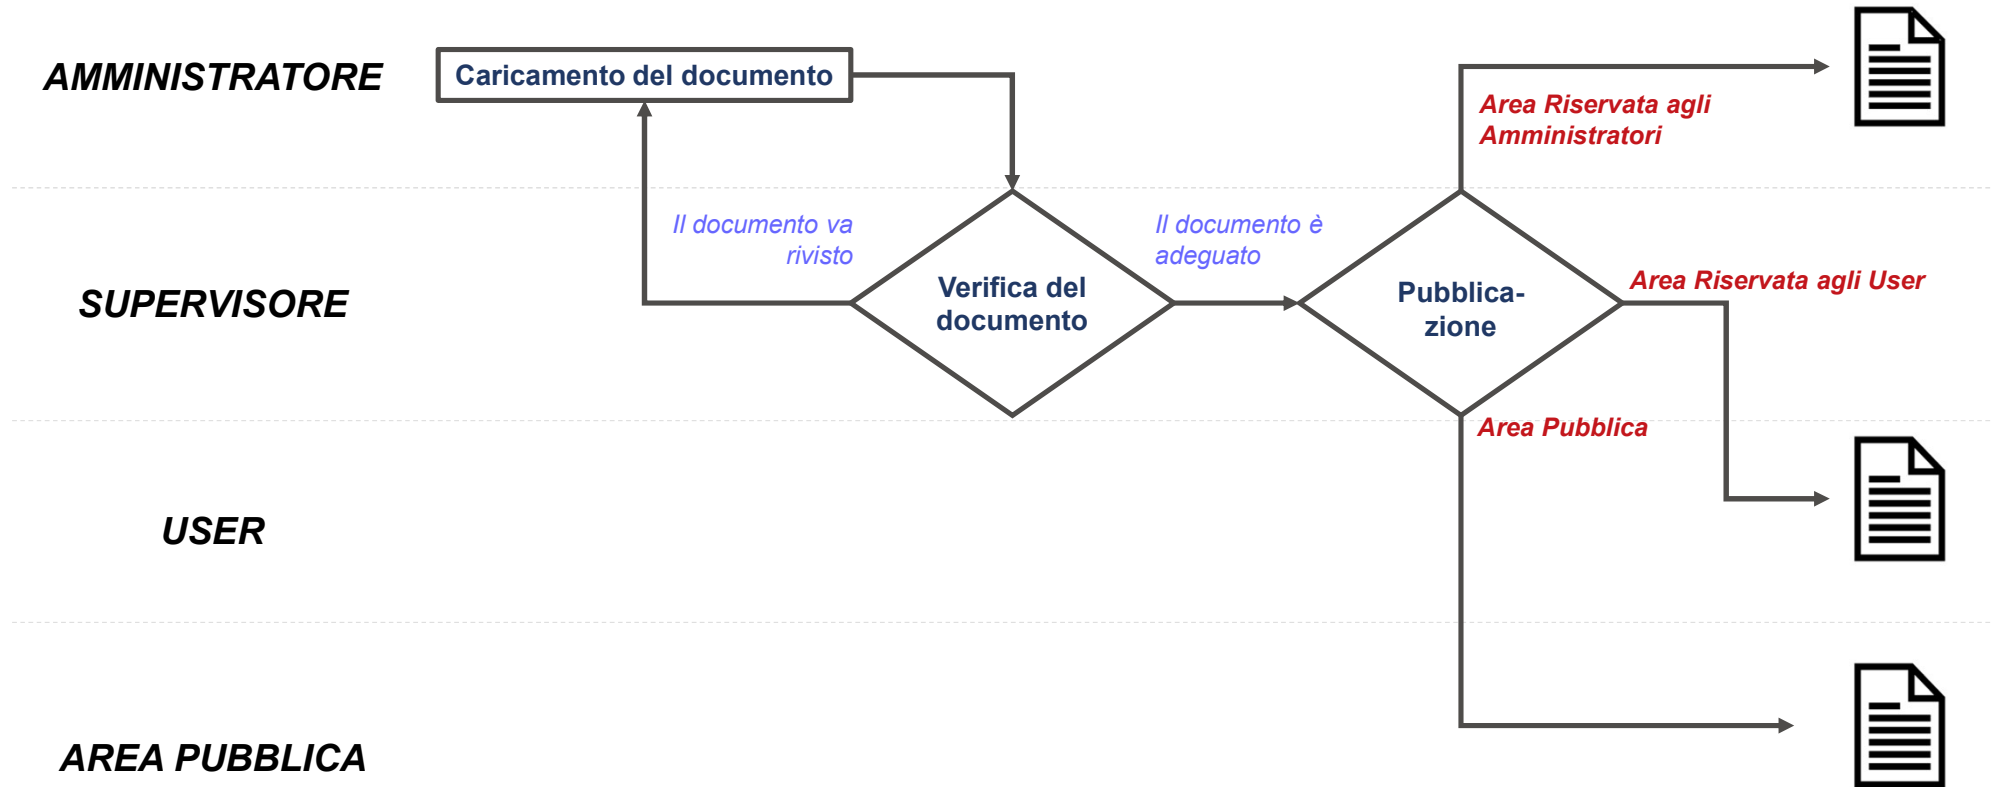 AMMINISTRATORE
Caricamento del documento
Area Riservata agli
Amministratori
Il documento va
rivisto
Il documento è
adeguato
SUPERVISORE
Verifica del
documento
Pubblica-
zione
Area Riservata agli User
Area Pubblica
USER
AREA PUBBLICA